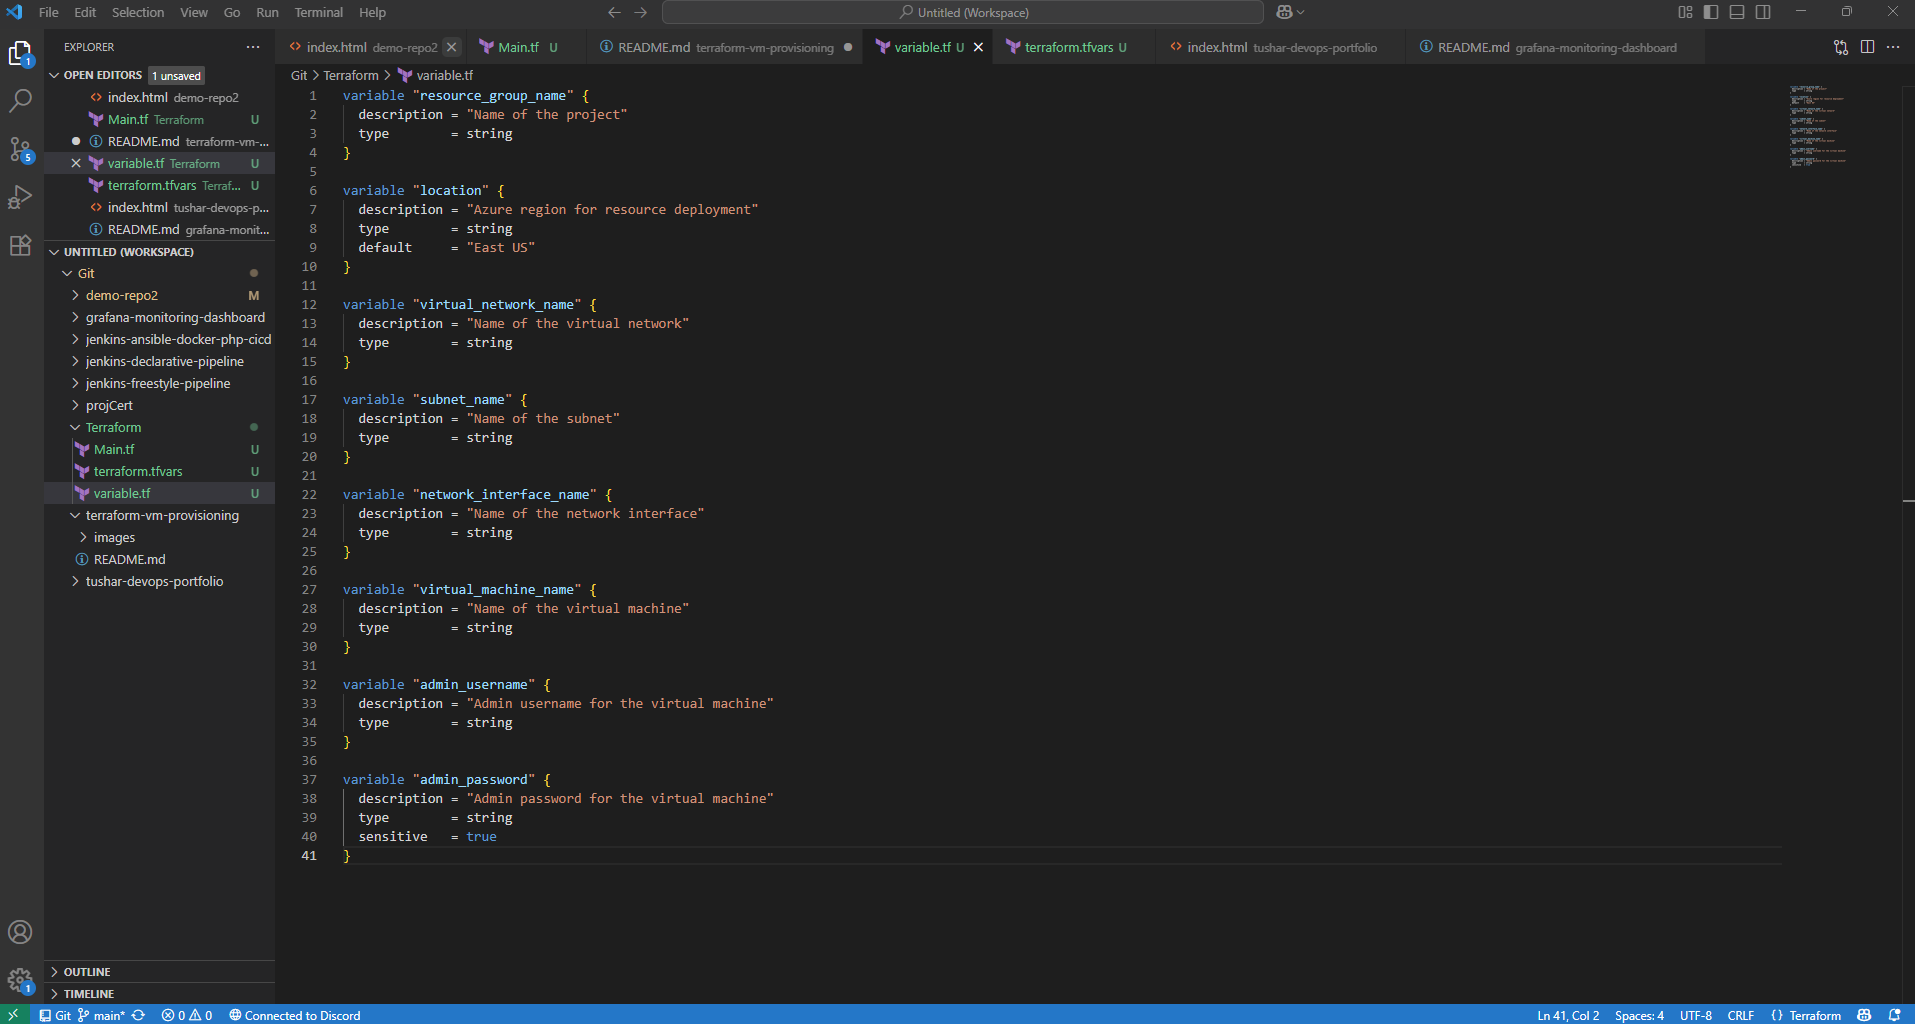 File Edit Selection View Go Run Terminal Help
Untitled (Workspace)
EXPLORER
OPEN EDITORS 1 unsaved
index.html demo-repo2
Main.tf Terraform U
README.md terraform-vm-...
variable.tf Terraform U
terraform.tfvars Terraf... U
index.html tushar-devops-p...
README.md grafana-monit...
UNTITLED (WORKSPACE)
Git
demo-repo2 M
grafana-monitoring-dashboard
jenkins-ansible-docker-php-cicd
jenkins-declarative-pipeline
jenkins-freestyle-pipeline
projCert
Terraform
Main.tf U
terraform.tfvars U
variable.tf U
terraform-vm-provisioning
images
README.md
tushar-devops-portfolio
OUTLINE
TIMELINE
1
5
1
index.html demo-repo2
Main.tf U
README.md terraform-vm-provisioning
variable.tf U
terraform.tfvars U
index.html tushar-devops-portfolio
README.md grafana-monitoring-dashboard
Git > Terraform > variable.tf
1 variable "resource_group_name" {
2 description = "Name of the project"
3 type = string
4 }
5
6 variable "location" {
7 description = "Azure region for resource deployment"
8 type = string
9 default = "East US"
10 }
11
12 variable "virtual_network_name" {
13 description = "Name of the virtual network"
14 type = string
15 }
16
17 variable "subnet_name" {
18 description = "Name of the subnet"
19 type = string
20 }
21
22 variable "network_interface_name" {
23 description = "Name of the network interface"
24 type = string
25 }
26
27 variable "virtual_machine_name" {
28 description = "Name of the virtual machine"
29 type = string
30 }
31
32 variable "admin_username" {
33 description = "Admin username for the virtual machine"
34 type = string
35 }
36
37 variable "admin_password" {
38 description = "Admin password for the virtual machine"
39 type = string
40 sensitive = true
41 }
Git main* 0 0 Connected to Discord
Ln 41, Col 2 Spaces: 4 UTF-8 CRLF {} Terraform